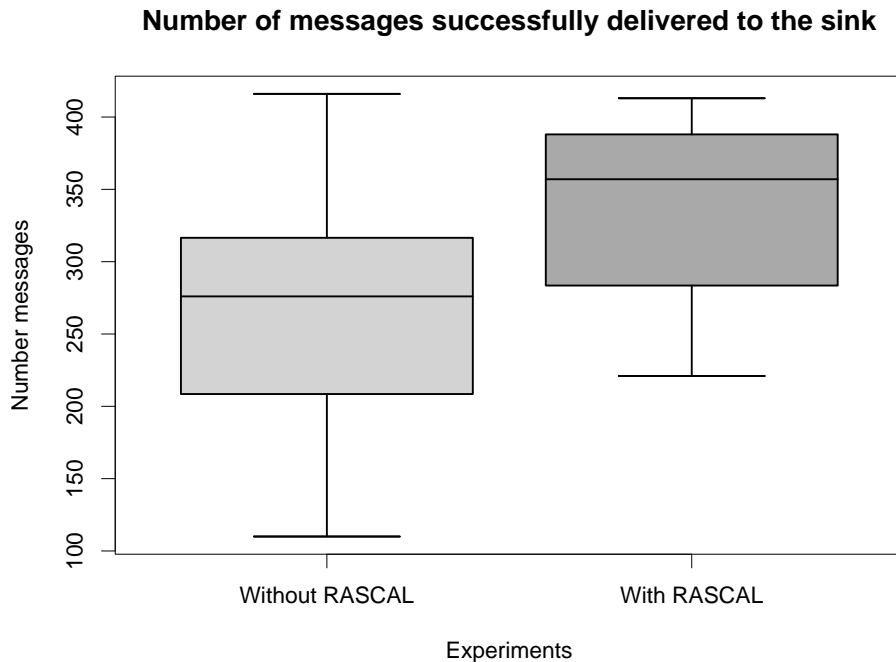 Number of messages successfully delivered to the sink
Number messages
400
350
300
250
200
150
100
Without RASCAL
With RASCAL
Experiments